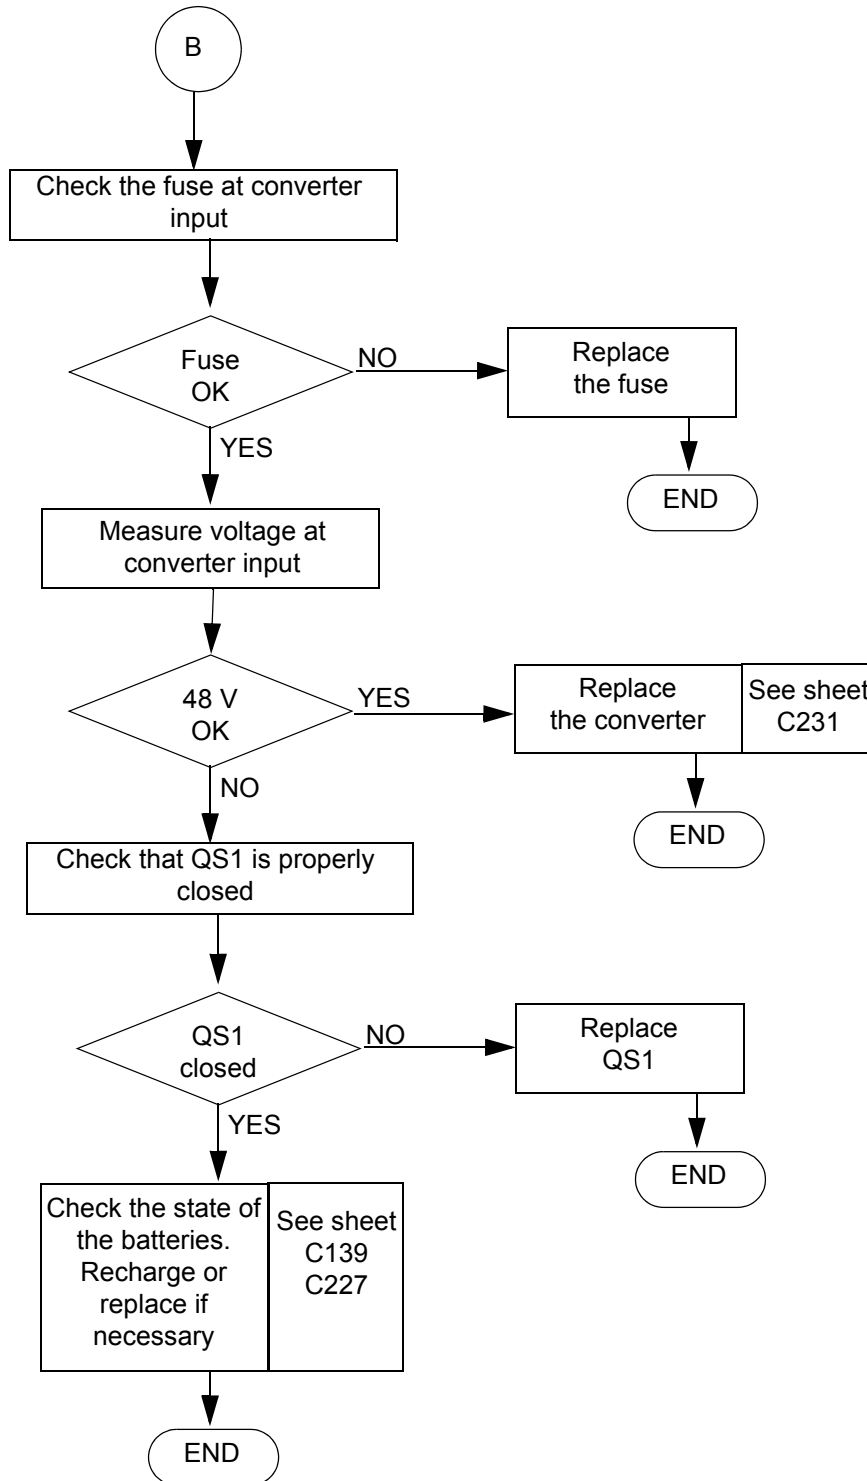 B
Check the fuse at converter
input
Fuse
OK
NO
Replace
the fuse
YES
END
Measure voltage at
converter input
48 V
OK
YES
Replace
the converter
See sheet
C231
NO
END
Check that QS1 is properly
closed
QS1
closed
NO
Replace
QS1
YES
END
Check the state of
the batteries.
Recharge or
replace if
necessary
See sheet
C139
C227
END